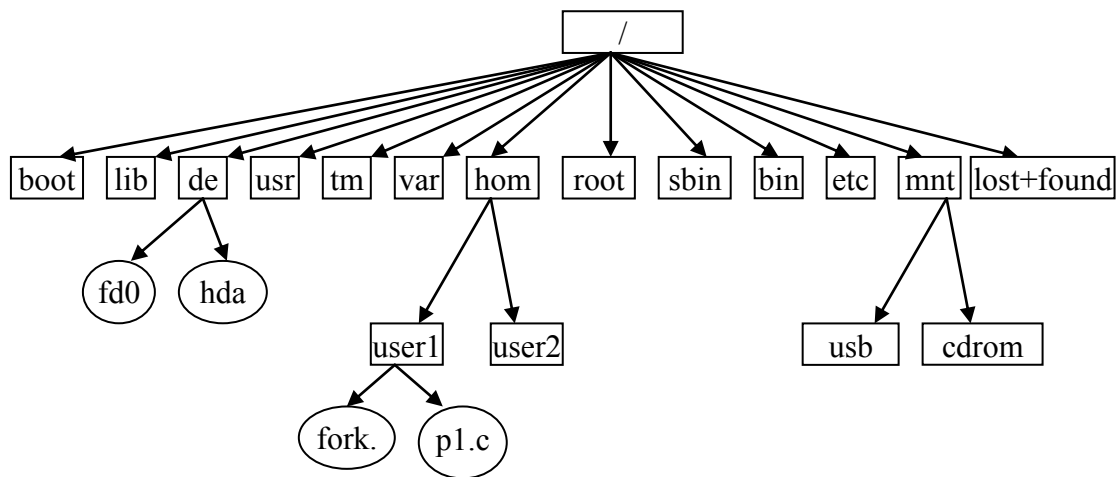 /
boot lib de usr tm var hom root sbin bin etc mnt lost+found
fd0 hda
user1 user2 usb cdrom
fork. p1.c